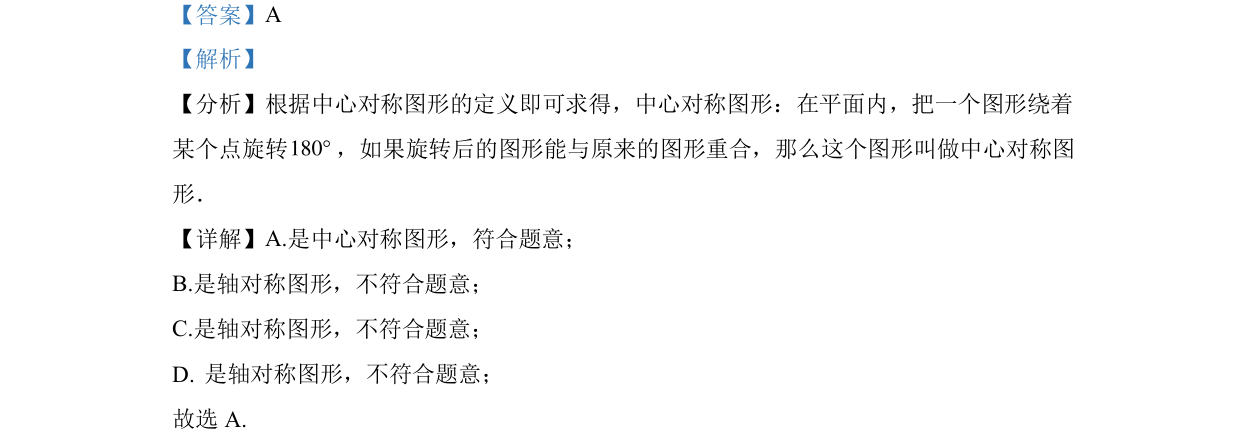 【答案】A
【解析】
【分析】根据中心对称图形的定义即可求得，中心对称图形：在平面内，把一个图形绕着
某个点旋转180°，如果旋转后的图形能与原来的图形重合，那么这个图形叫做中心对称图
形．
【详解】A.是中心对称图形，符合题意；
B.是轴对称图形，不符合题意；
C.是轴对称图形，不符合题意；
D. 是轴对称图形，不符合题意；
故选 A.